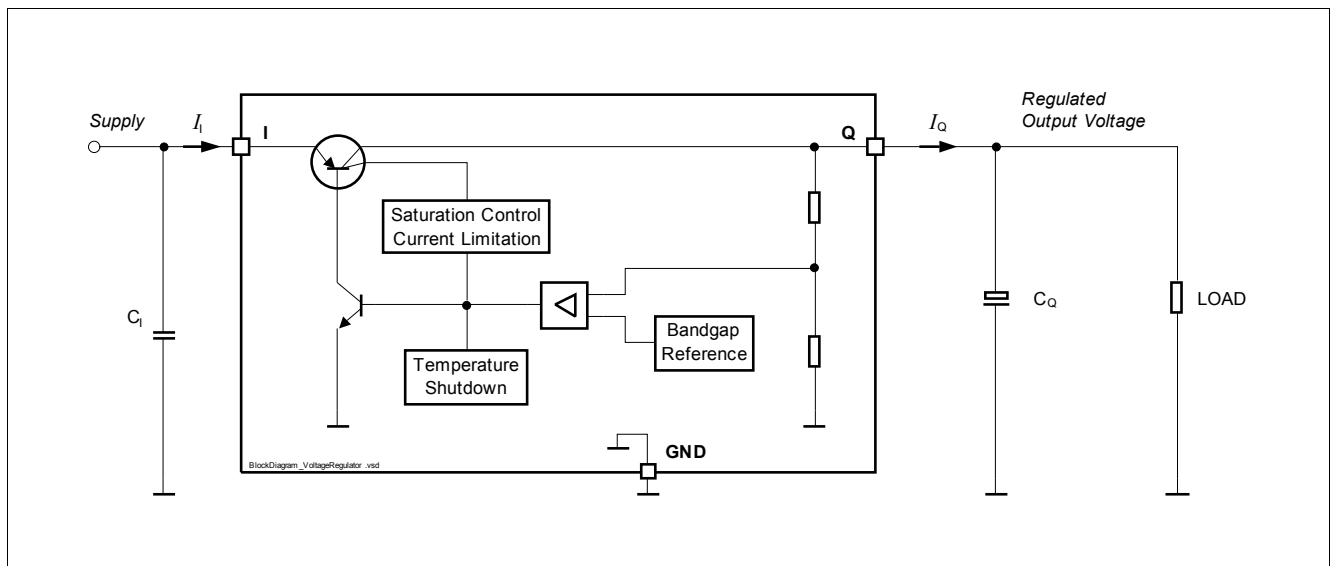 Supply
I_I
I
Q
I_Q
Regulated
Output Voltage
Saturation Control
Current Limitation
C_I
Bandgap
Reference
Temperature
Shutdown
C_Q
LOAD
GND
BlockDiagram_VoltageRegulator.vsd